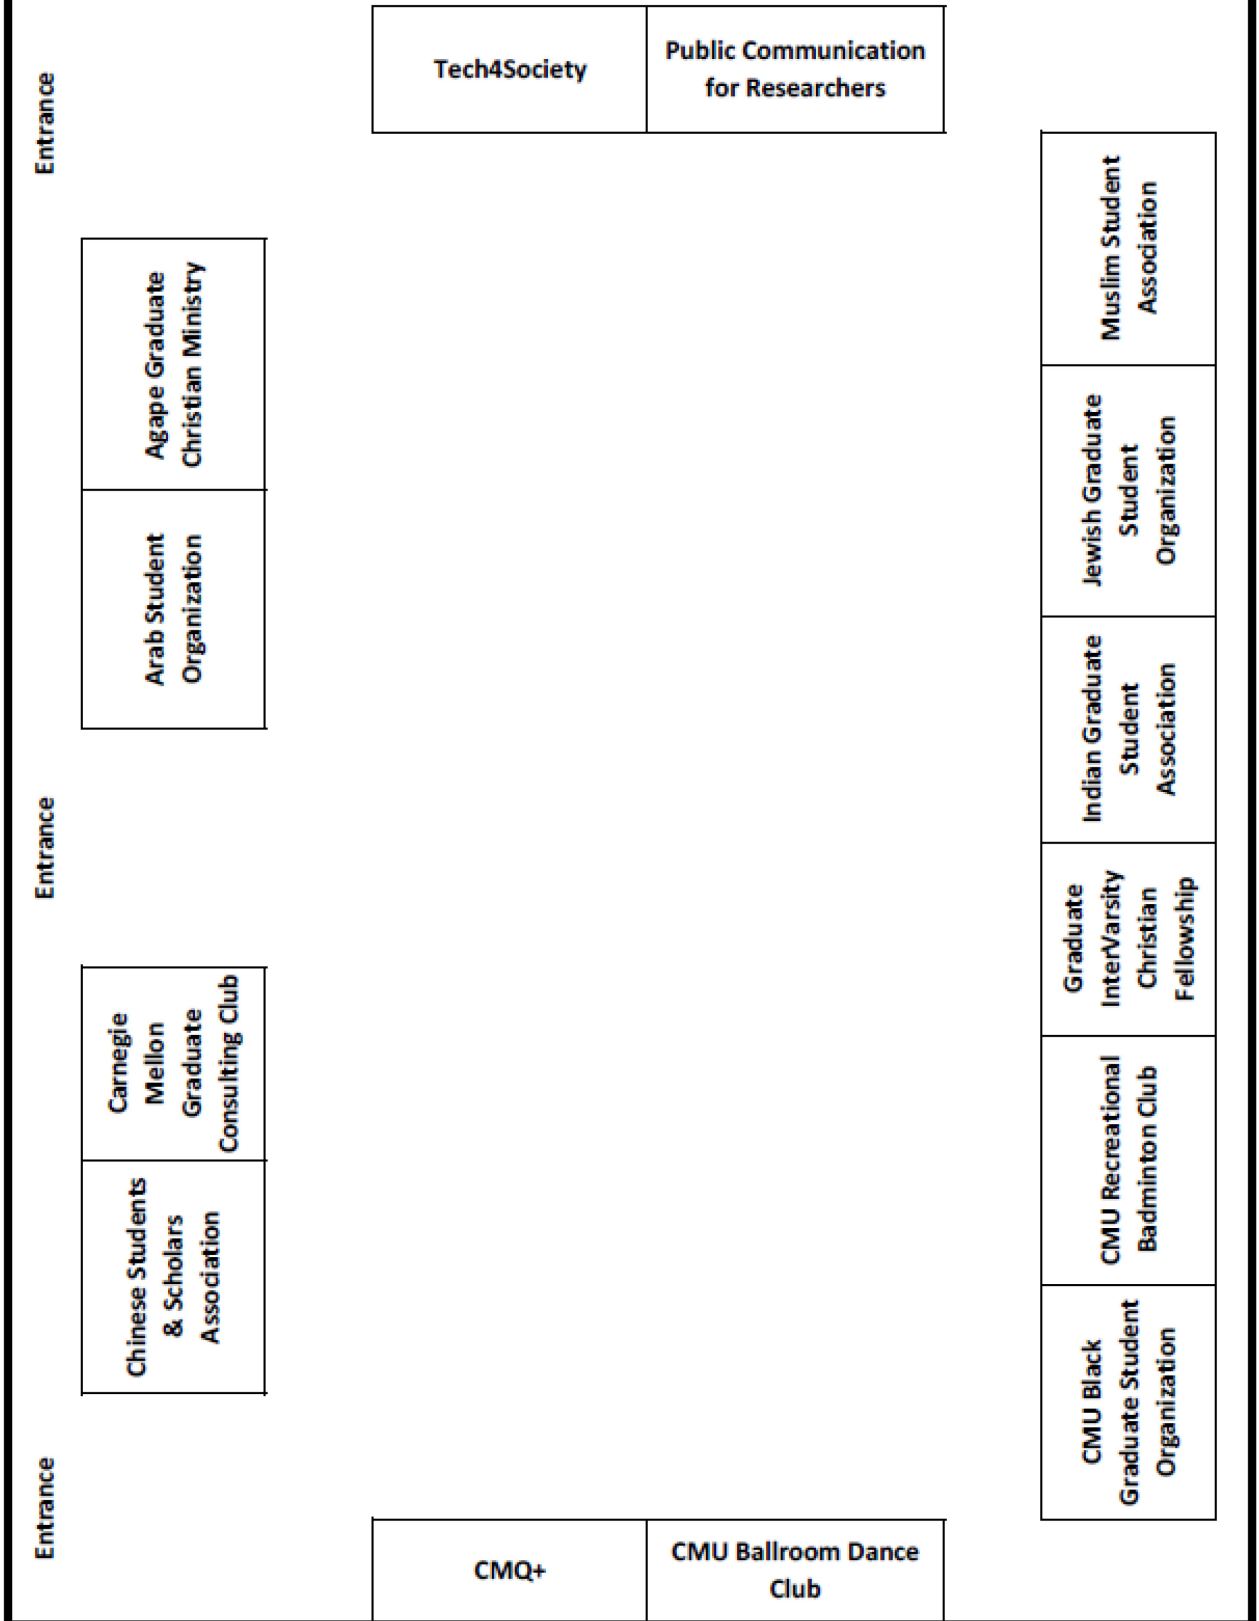 Tech4Society
Public Communication
for Researchers
Entrance
Agape Graduate
Christian Ministry
Arab Student
Organization
Entrance
Carnegie
Mellon
Graduate
Consulting Club
Chinese Students
& Scholars
Association
Entrance
Muslim Student
Association
Jewish Graduate
Student
Organization
Indian Graduate
Student
Association
Graduate
InterVarsity
Christian
Fellowship
CMU Recreational
Badminton Club
CMU Black
Graduate Student
Organization
CMQ+
CMU Ballroom Dance
Club